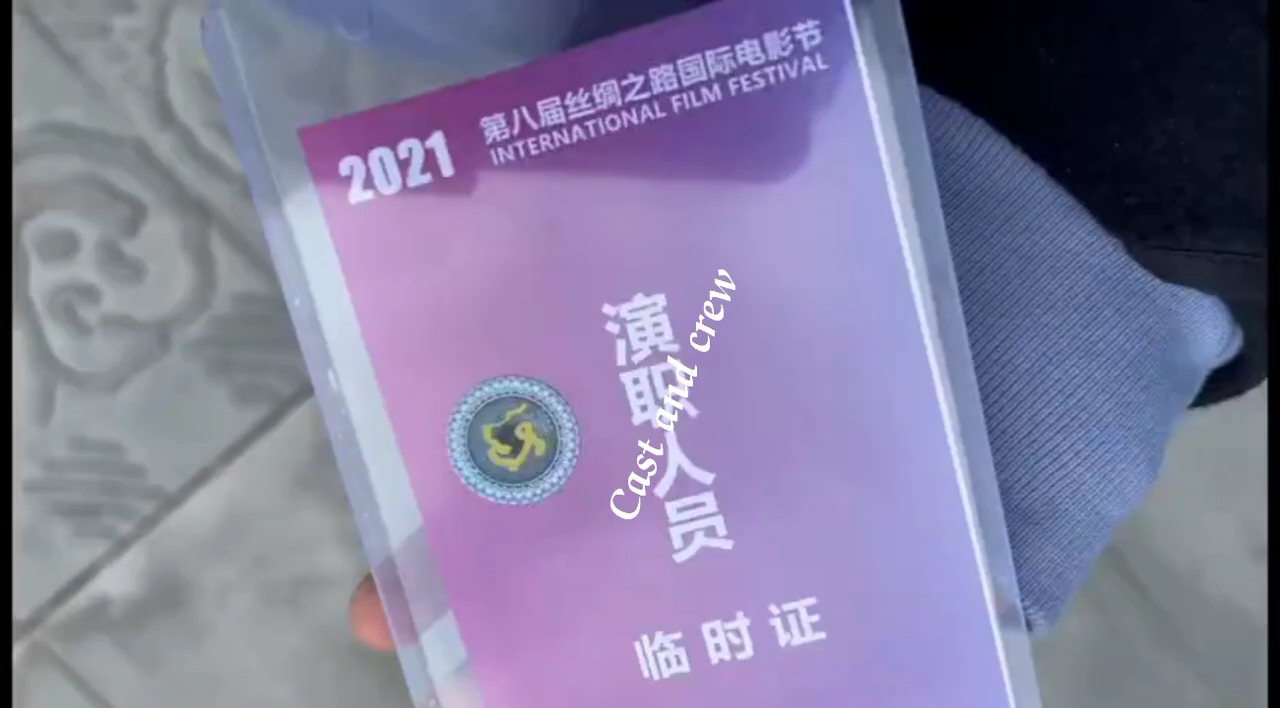 2021
第八届丝绸之路国际电影节
INTERNATIONAL FILM FESTIVAL
演职人员
Cast and crew
临时证